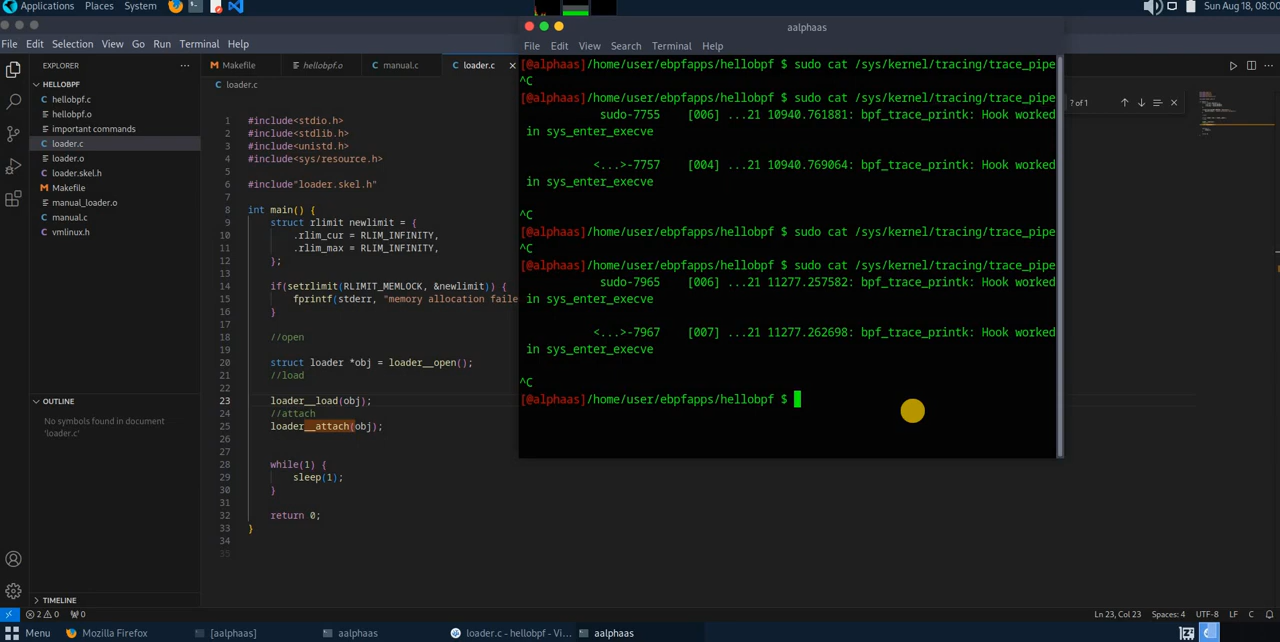 Applications Places System
Sun Aug 18, 08:00
aalphaas
File Edit Selection View Go Run Terminal Help
File Edit View Search Terminal Help
EXPLORER
HELLOBPF
hellobpf.c
hellobpf.o
important commands
loader.c
loader.o
loader.skel.h
Makefile
manual_loader.o
manual.c
vmlinux.h
OUTLINE
No symbols found in document
'loader.c'
TIMELINE
Makefile hellobpf.o manual.c loader.c
loader.c
1 #include<stdio.h>
2 #include<stdlib.h>
3 #include<unistd.h>
4 #include<sys/resource.h>
5
6 #include"loader.skel.h"
7
8 int main() {
9 struct rlimit newlimit = {
10 .rlim_cur = RLIM_INFINITY,
11 .rlim_max = RLIM_INFINITY,
12 };
13
14 if(setrlimit(RLIMIT_MEMLOCK, &newlimit)) {
15 fprintf(stderr, "memory allocation faile
16 }
17
18 //open
19
20 struct loader *obj = loader__open();
21 //load
22
23 loader__load(obj);
24 //attach
25 loader__attach(obj);
26
27
28 while(1) {
29 sleep(1);
30 }
31
32 return 0;
33 }
34
35
[@alphaas]/home/user/ebpfapps/hellobpf $ sudo cat /sys/kernel/tracing/trace_pipe
^C
[@alphaas]/home/user/ebpfapps/hellobpf $ sudo cat /sys/kernel/tracing/trace_pipe
sudo-7755 [006] ...21 10940.761881: bpf_trace_printk: Hook worked
in sys_enter_execve
<...>-7757 [004] ...21 10940.769064: bpf_trace_printk: Hook worked
in sys_enter_execve
^C
[@alphaas]/home/user/ebpfapps/hellobpf $ sudo cat /sys/kernel/tracing/trace_pipe
^C
[@alphaas]/home/user/ebpfapps/hellobpf $ sudo cat /sys/kernel/tracing/trace_pipe
sudo-7965 [006] ...21 11277.257582: bpf_trace_printk: Hook worked
in sys_enter_execve
<...>-7967 [007] ...21 11277.262698: bpf_trace_printk: Hook worked
in sys_enter_execve
^C
[@alphaas]/home/user/ebpfapps/hellobpf $
? of 1
2 0 0
Ln 23, Col 23 Spaces: 4 UTF-8 LF C
Menu Mozilla Firefox [aalphaas] aalphaas loader.c - hellobpf - Vi... aalphaas